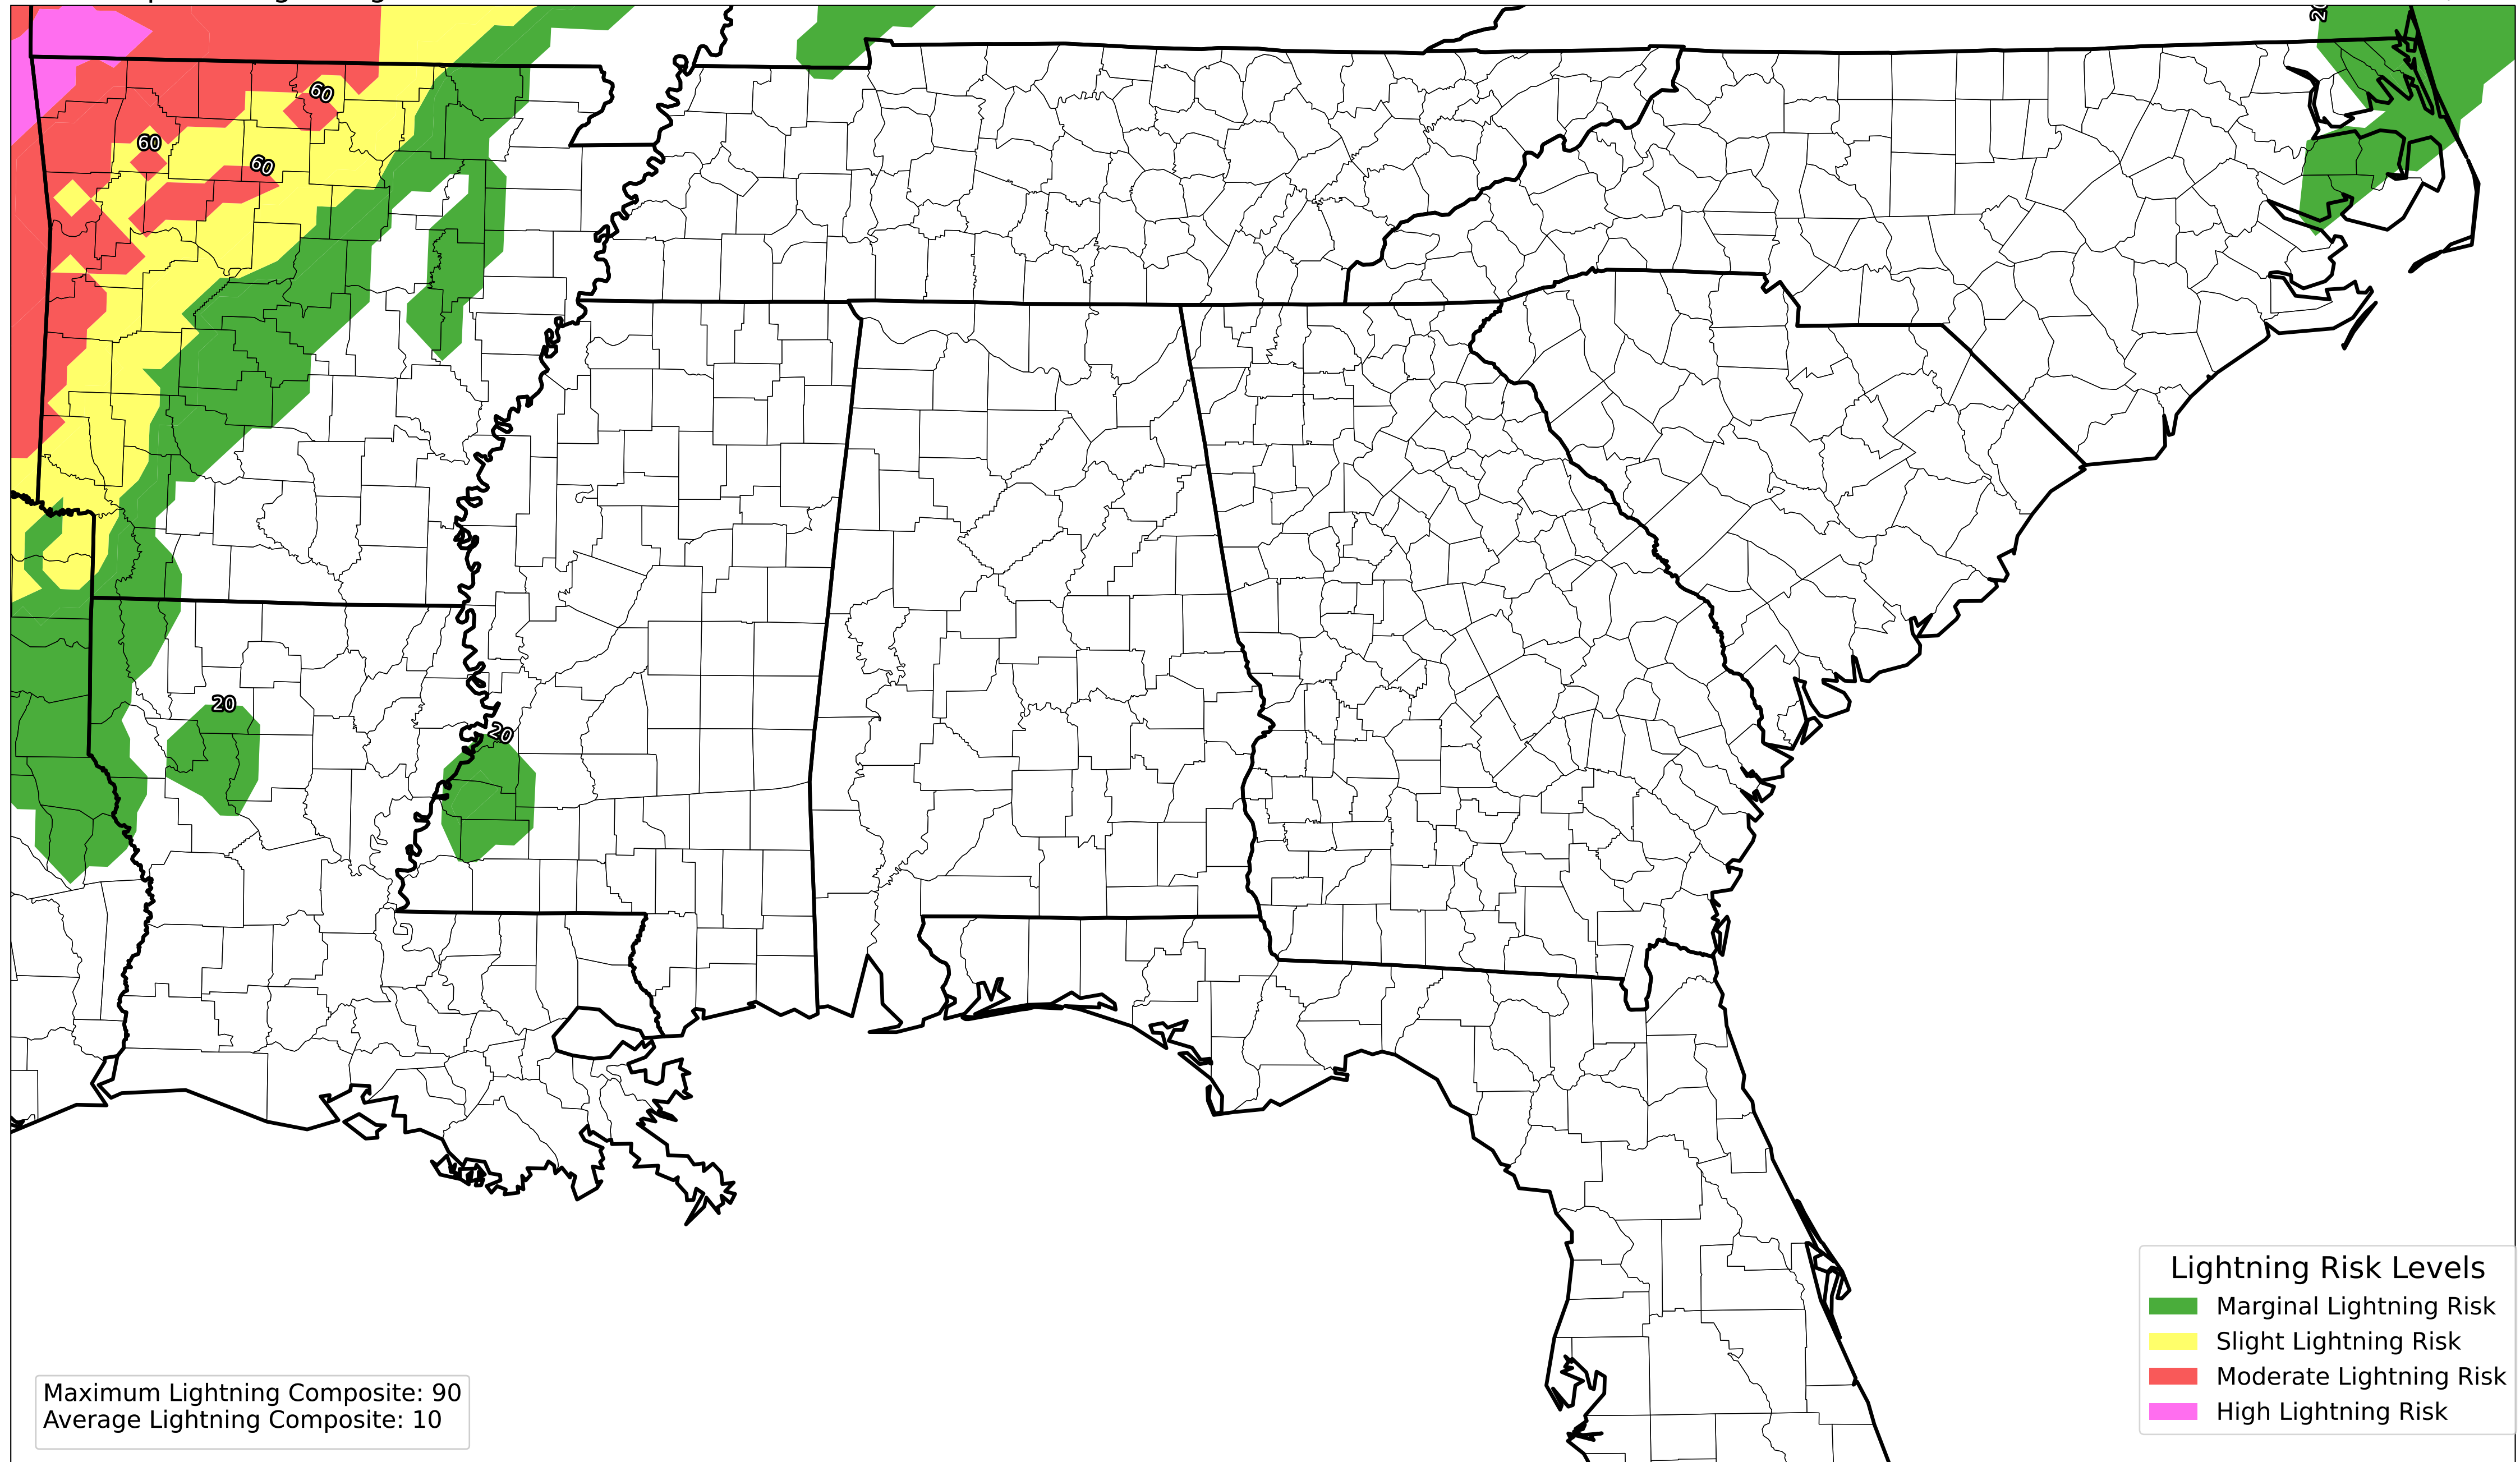 20
60
60
60
20
20
Lightning Risk Levels
Marginal Lightning Risk
Slight Lightning Risk
Moderate Lightning Risk
High Lightning Risk
Maximum Lightning Composite: 90
Average Lightning Composite: 10